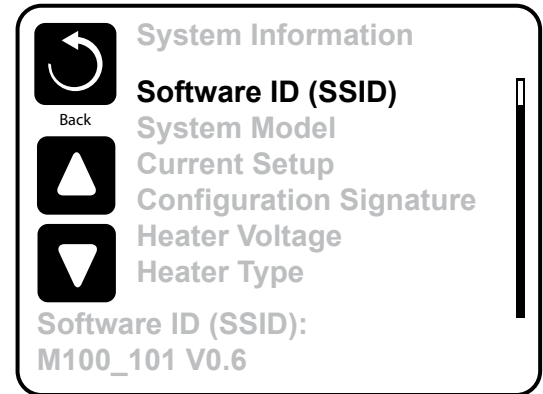 System Information
Software ID (SSID)
Back
System Model
Current Setup
Configuration Signature
Heater Voltage
Heater Type
Software ID (SSID):
M100_101 V0.6